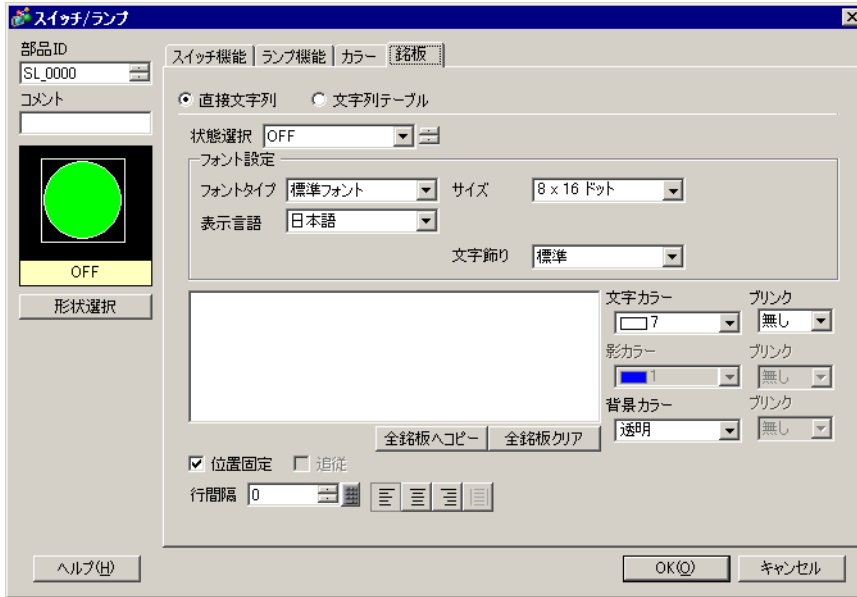 スイッチ/ランプ
部品ID
SL_0000
コメント
OFF
形状選択
スイッチ機能 ランプ機能 カラー 銘板
直接文字列 文字列テーブル
状態選択 OFF
フォント設定
フォントタイプ 標準フォント サイズ 8 x 16 ドット
表示言語 日本語
文字飾り 標準
文字カラー ブリンク
7 無し
影カラー ブリンク
1 無し
背景カラー ブリンク
透明 無し
全銘板へコピー 全銘板クリア
位置固定 追従
行間隔 0
ヘルプ(H) OK(O) キャンセル